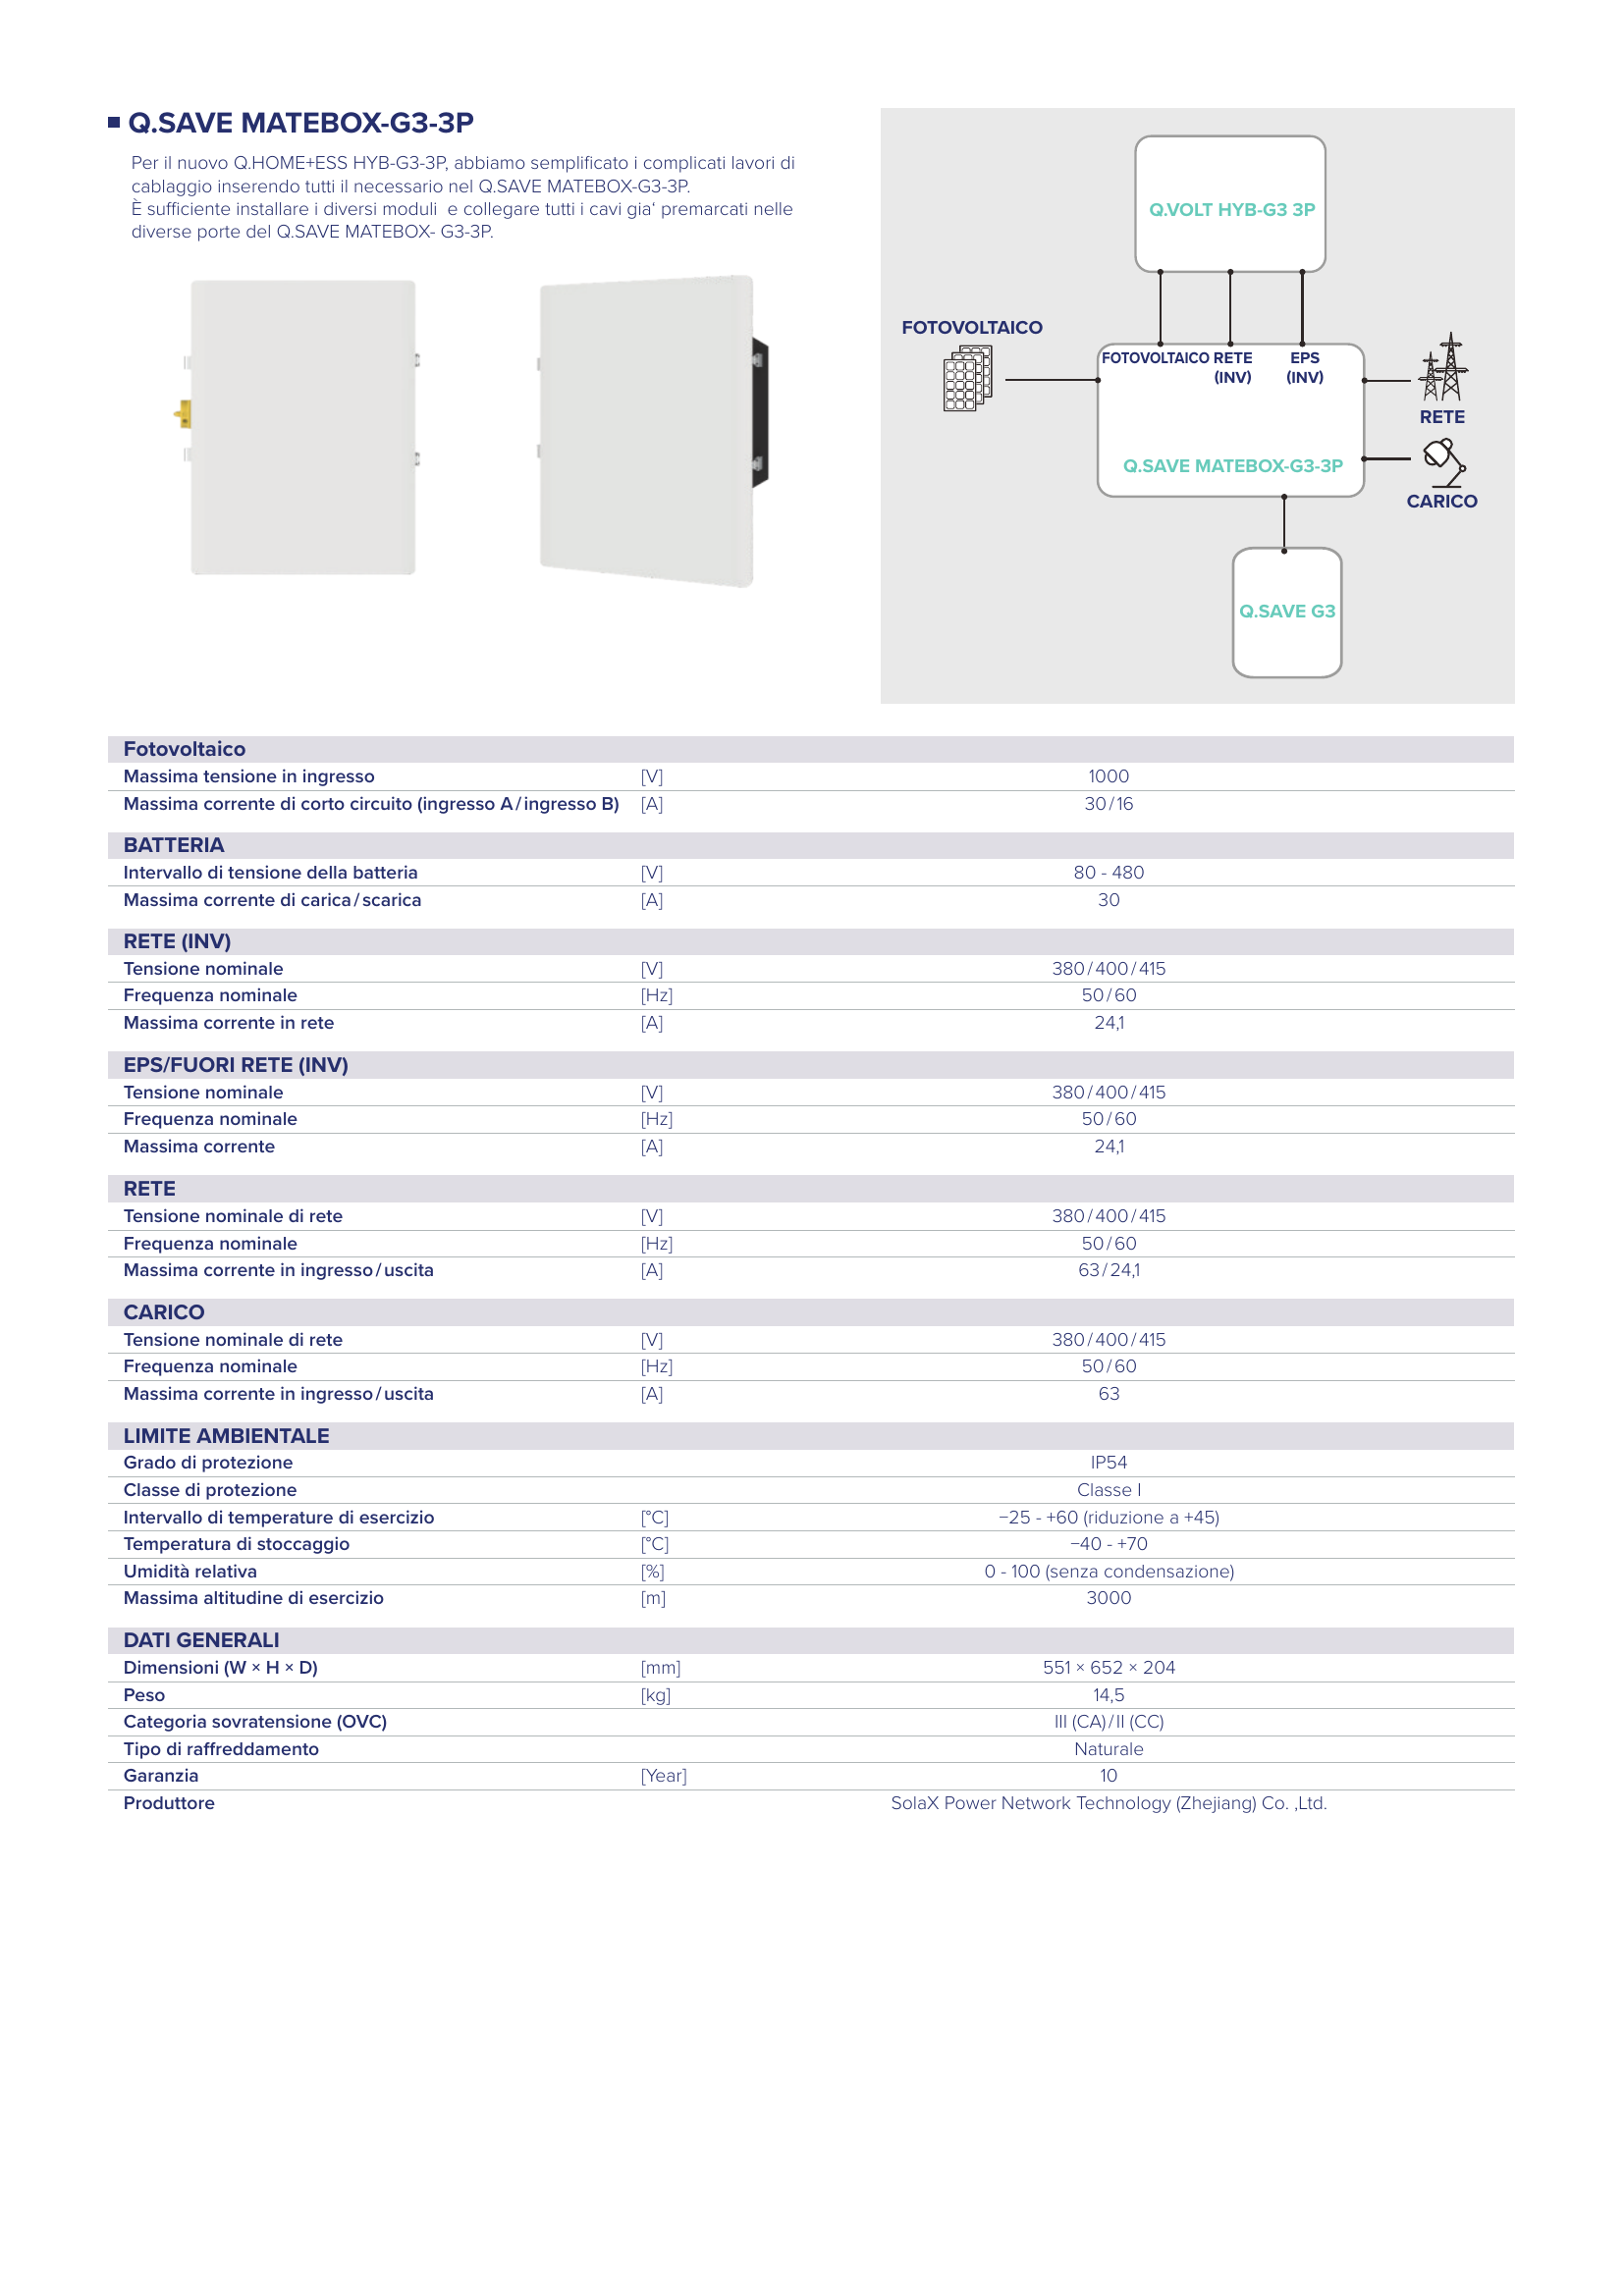 Q.SAVE MATEBOX-G3-3P
Per il nuovo Q.HOME+ESS HYB-G3-3P, abbiamo semplificato i complicati lavori di
cablaggio inserendo tutti il necessario nel Q.SAVE MATEBOX-G3-3P.
È sufficiente installare i diversi moduli  e collegare tutti i cavi gia‘ premarcati nelle
diverse porte del Q.SAVE MATEBOX- G3-3P.
Q.VOLT HYB-G3 3P
FOTOVOLTAICO
FOTOVOLTAICO RETE (INV) EPS (INV)
RETE
Q.SAVE MATEBOX-G3-3P
CARICO
Q.SAVE G3
Fotovoltaico
Massima tensione in ingresso [V] 1000
Massima corrente di corto circuito (ingresso A/ingresso B) [A] 30/16
BATTERIA
Intervallo di tensione della batteria [V] 80 - 480
Massima corrente di carica/scarica [A] 30
RETE (INV)
Tensione nominale [V] 380/400/415
Frequenza nominale [Hz] 50/60
Massima corrente in rete [A] 24,1
EPS/FUORI RETE (INV)
Tensione nominale [V] 380/400/415
Frequenza nominale [Hz] 50/60
Massima corrente [A] 24,1
RETE
Tensione nominale di rete [V] 380/400/415
Frequenza nominale [Hz] 50/60
Massima corrente in ingresso/uscita [A] 63/24,1
CARICO
Tensione nominale di rete [V] 380/400/415
Frequenza nominale [Hz] 50/60
Massima corrente in ingresso/uscita [A] 63
LIMITE AMBIENTALE
Grado di protezione IP54
Classe di protezione Classe I
Intervallo di temperature di esercizio [°C] −25 - +60 (riduzione a +45)
Temperatura di stoccaggio [°C] −40 - +70
Umidità relativa [%] 0 - 100 (senza condensazione)
Massima altitudine di esercizio [m] 3000
DATI GENERALI
Dimensioni (W × H × D) [mm] 551 × 652 × 204
Peso [kg] 14,5
Categoria sovratensione (OVC) III (CA)/II (CC)
Tipo di raffreddamento Naturale
Garanzia [Year] 10
Produttore SolaX Power Network Technology (Zhejiang) Co. ,Ltd.